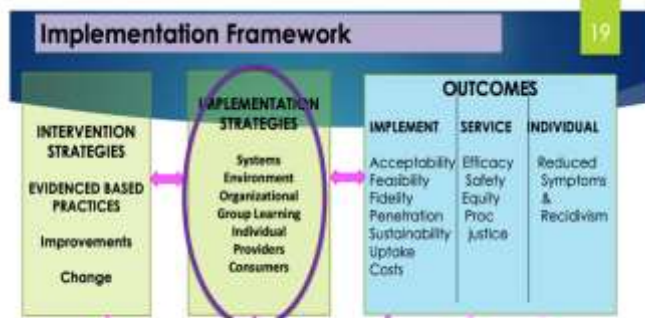 Implementation Framework
19
INTERVENTION
STRATEGIES
EVIDENCED BASED
PRACTICES
Improvements
Change
IMPLEMENTATION
STRATEGIES
Systems
Environment
Organizational
Group Learning
Individual
Providers
Consumers
OUTCOMES
IMPLEMENT
Acceptability
Feasibility
Fidelity
Penetration
Sustainability
Uptake
Costs
SERVICE
Efficacy
Safety
Equity
Proc
justice
INDIVIDUAL
Reduced
Symptoms
&
Recidivism